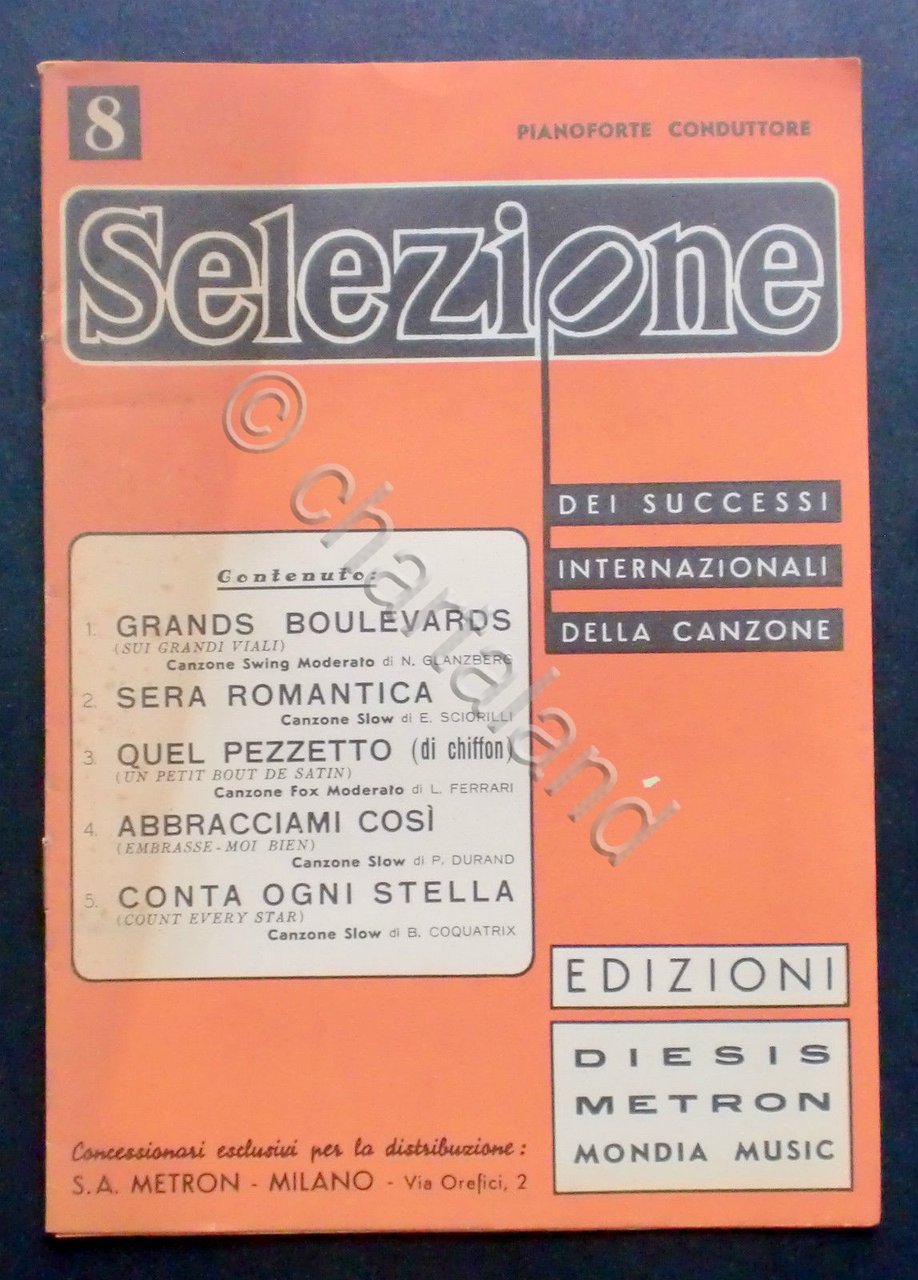 8
PIANOFORTE CONDUTTORE
Selezione
DEI SUCCESSI
INTERNAZIONALI
DELLA CANZONE
Contenuto:
1. GRANDS BOULEVARDS
(SUI GRANDI VIALI)
Canzone Swing Moderato di N. GLANZBERG
2. SERA ROMANTICA
Canzone Slow di E. SCIORILLI
3. QUEL PEZZETTO (di chiffon)
(UN PETIT BOUT DE SATIN)
Canzone Fox Moderato di L. FERRARI
4. ABBRACCIAMI COSÌ
(EMBRASSE-MOI BIEN)
Canzone Slow di P. DURAND
5. CONTA OGNI STELLA
(COUNT EVERY STAR)
Canzone Slow di B. COQUATRIX
EDIZIONI
DIESIS
METRON
MONDIA MUSIC
Concessionari esclusivi per la distribuzione:
S.A. METRON - MILANO - Via Orefici, 2
© chartaland